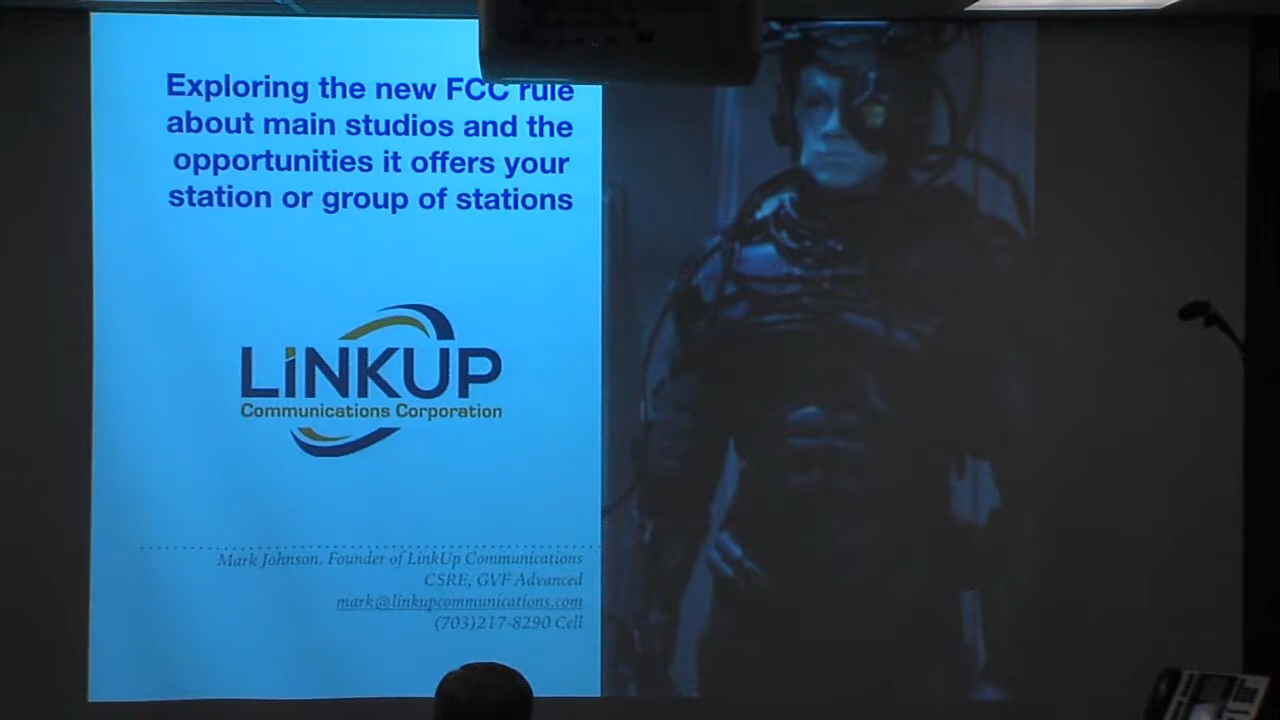 Exploring the new FCC rule
about main studios and the
opportunities it offers your
station or group of stations
LiNKUP
Communications Corporation
Mark Johnson, Founder of LinkUp Communications
CSRE, GVF Advanced
mark@linkupcommunications.com
(703)217-8290 Cell